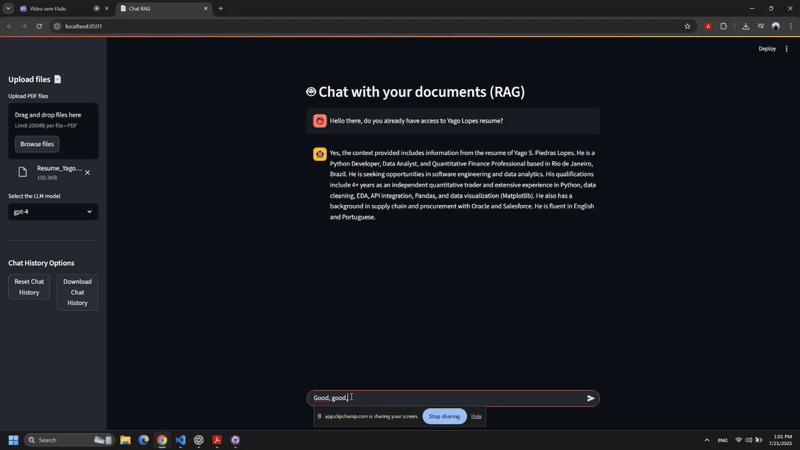 Video sem título
Chat RAG
localhost:8501
Deploy
Upload files
Upload PDF files
Drag and drop files here
Limit 200MB per file • PDF
Browse files
Resume_Yago...
150.3KB
Select the LLM model
gpt-4
Chat History Options
Reset Chat
History
Download
Chat
History
Chat with your documents (RAG)
Hello there, do you already have access to Yago Lopes resume?
Yes, the context provided includes information from the resume of Yago S. Piedras Lopes. He is a
Python Developer, Data Analyst, and Quantitative Finance Professional based in Rio de Janeiro,
Brazil. He is seeking opportunities in software engineering and data analytics. His qualifications
include 4+ years as an independent quantitative trader and extensive experience in Python, data
cleaning, EDA, API integration, Pandas, and data visualization (Matplotlib). He also has a
background in supply chain and procurement with Oracle and Salesforce. He is fluent in English
and Portuguese.
Good, good,
app.clipchamp.com is sharing your screen.
Stop sharing
Hide
Search
ENG
1:01 PM
7/21/2025